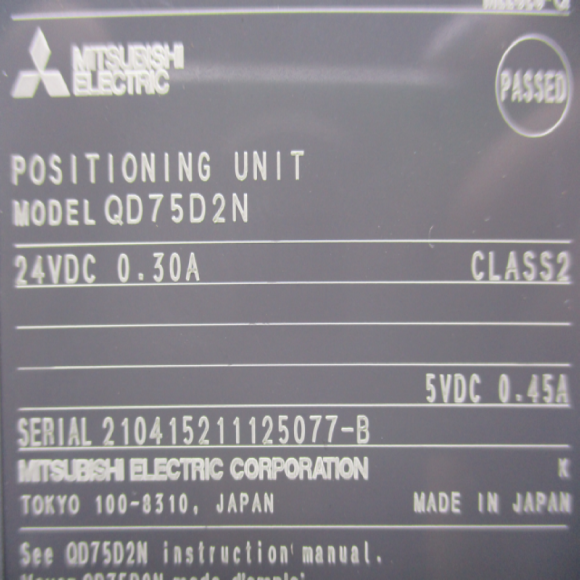 MITSUBISHI
ELECTRIC
PASSED
POSITIONING UNIT
MODEL QD75D2N
24VDC 0.30A CLASS2
5VDC 0.45A
SERIAL 210415211125077-B
MITSUBISHI ELECTRIC CORPORATION K
TOKYO 100-8310, JAPAN MADE IN JAPAN
See QD75D2N instruction manual.